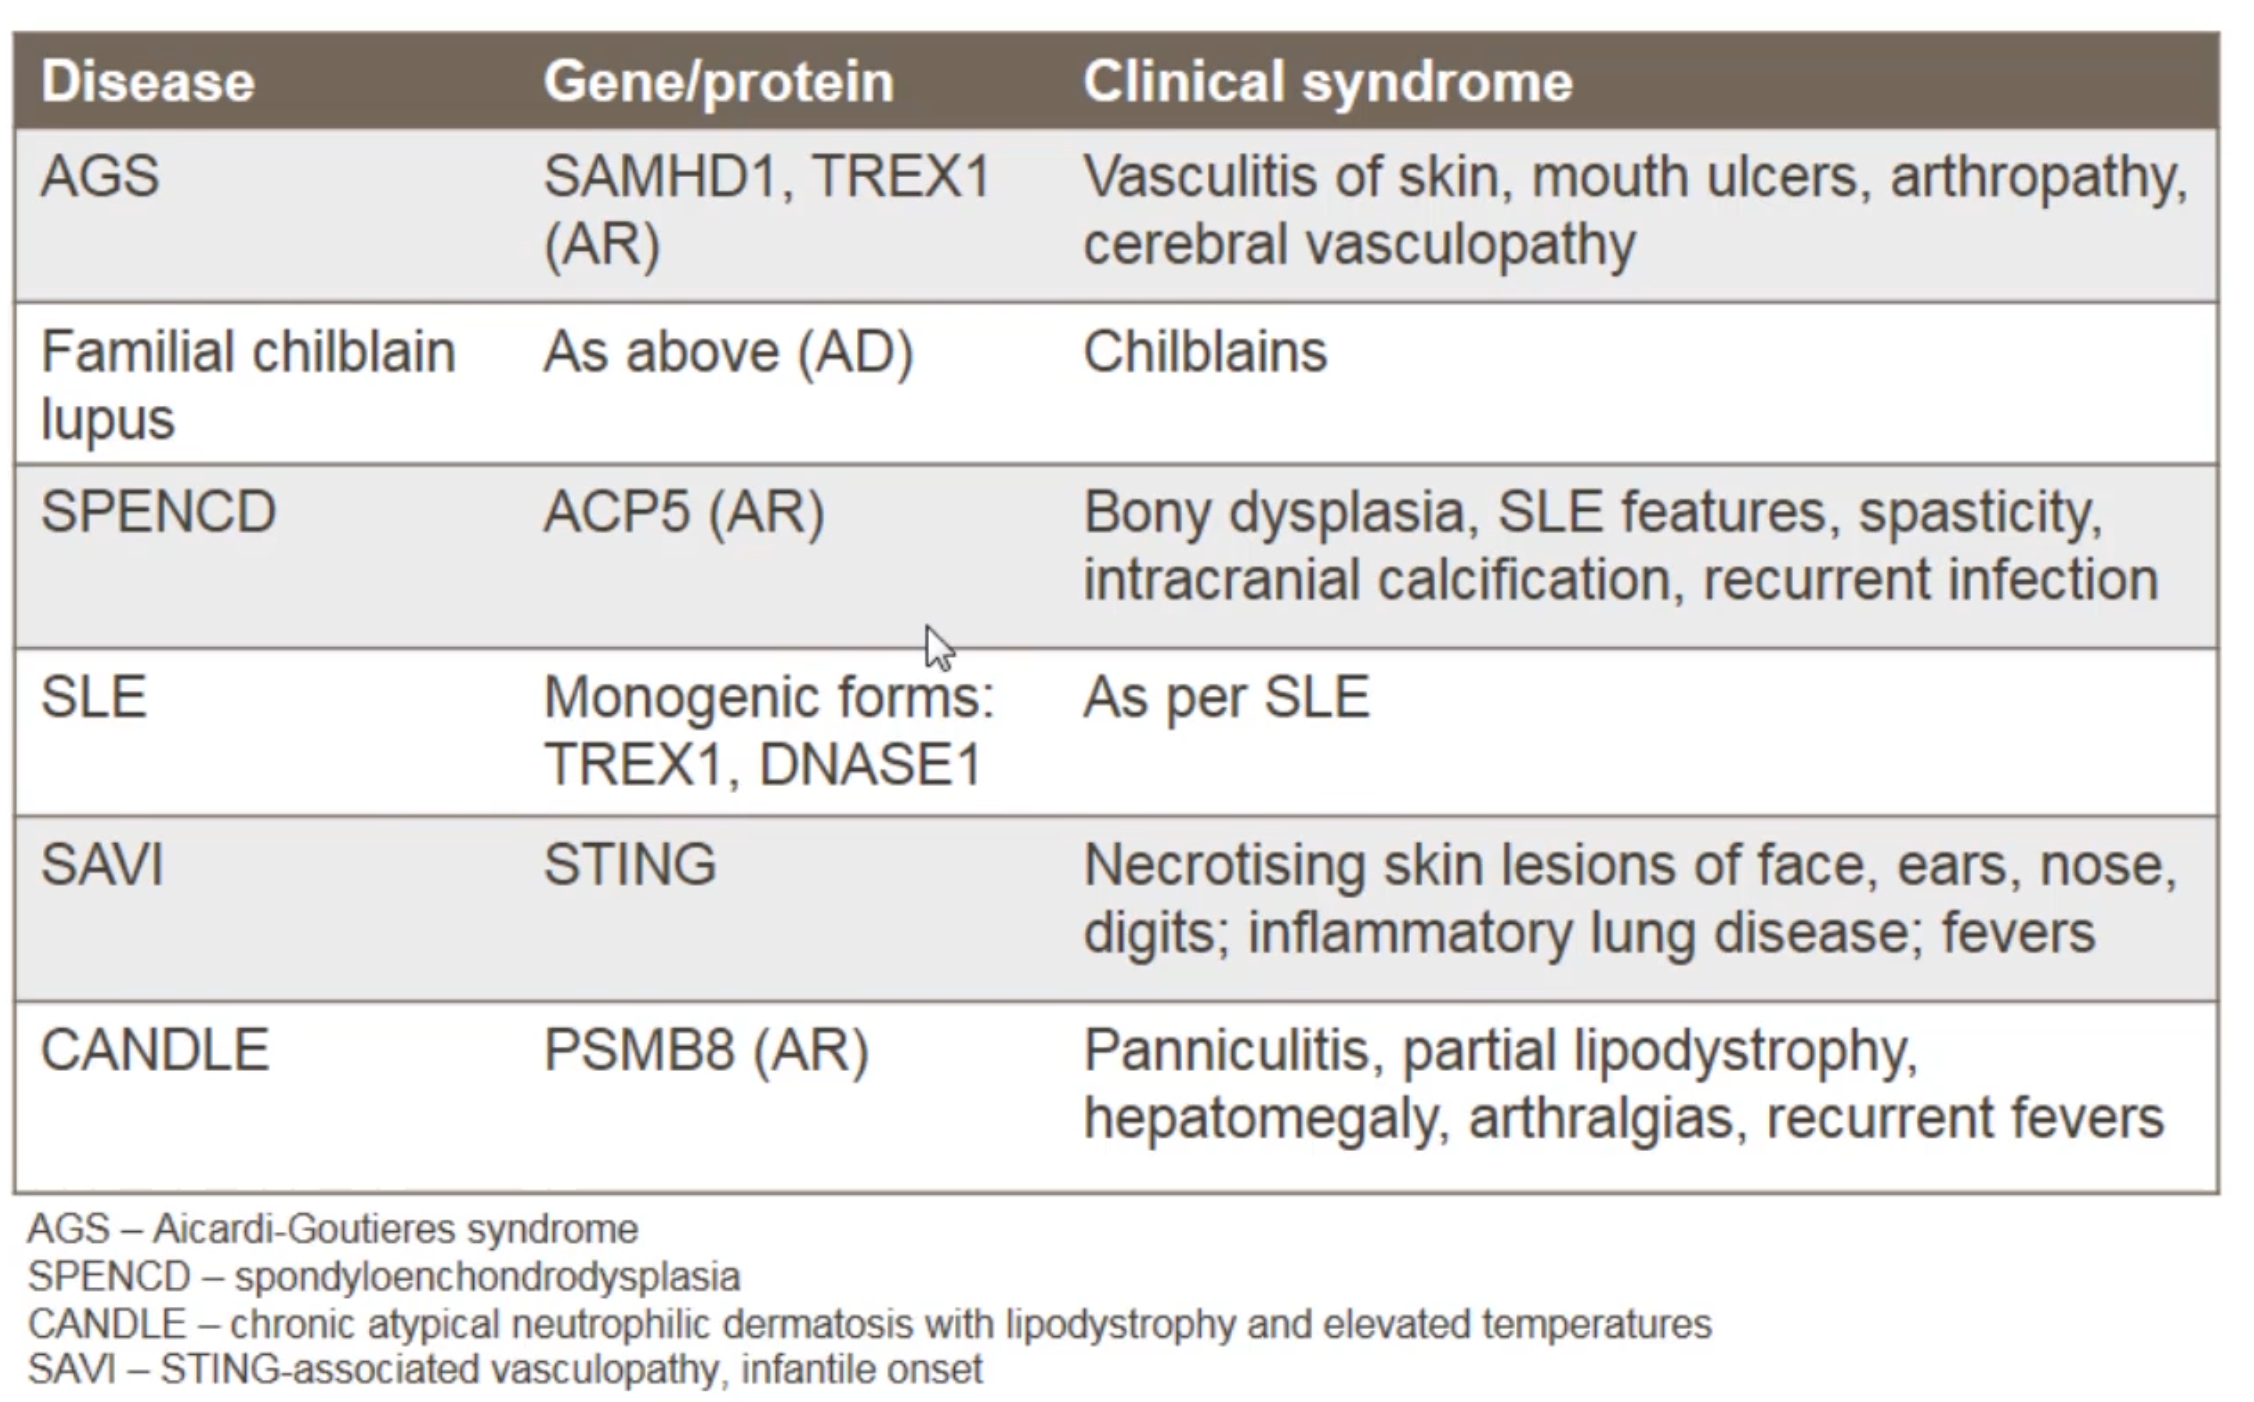 Disease Gene/protein Clinical syndrome
AGS SAMHD1, TREX1 Vasculitis of skin, mouth ulcers, arthropathy,
(AR) cerebral vasculopathy
Familial chilblain As above (AD) Chilblains
lupus
SPENCD ACP5 (AR) Bony dysplasia, SLE features, spasticity,
intracranial calcification, recurrent infection
SLE Monogenic forms: As per SLE
TREX1, DNASE1
SAVI STING Necrotising skin lesions of face, ears, nose,
digits; inflammatory lung disease; fevers
CANDLE PSMB8 (AR) Panniculitis, partial lipodystrophy,
hepatomegaly, arthralgias, recurrent fevers
AGS – Aicardi-Goutieres syndrome
SPENCD – spondyloenchondrodysplasia
CANDLE – chronic atypical neutrophilic dermatosis with lipodystrophy and elevated temperatures
SAVI – STING-associated vasculopathy, infantile onset